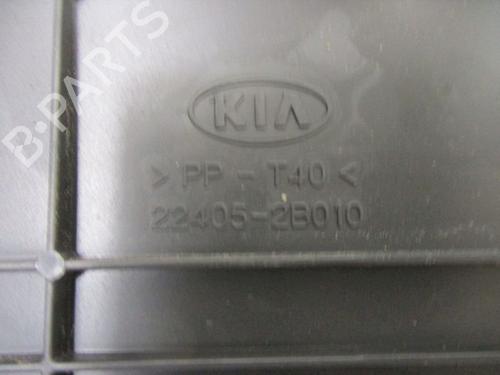 B-PARTS
KIA
> PP - T40 <
22405-2B010